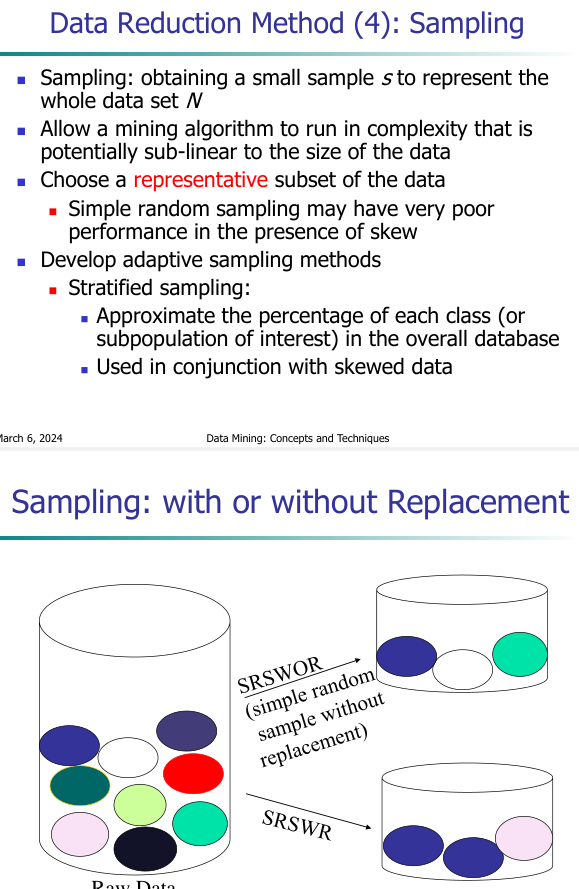 Data Reduction Method (4): Sampling
Sampling: obtaining a small sample s to represent the
whole data set N
Allow a mining algorithm to run in complexity that is
potentially sub-linear to the size of the data
Choose a representative subset of the data
Simple random sampling may have very poor
performance in the presence of skew
Develop adaptive sampling methods
Stratified sampling:
Approximate the percentage of each class (or
subpopulation of interest) in the overall database
Used in conjunction with skewed data
March 6, 2024
Data Mining: Concepts and Techniques
Sampling: with or without Replacement
SRSWOR
(simple random
sample without
replacement)
SRSWR
Raw Data